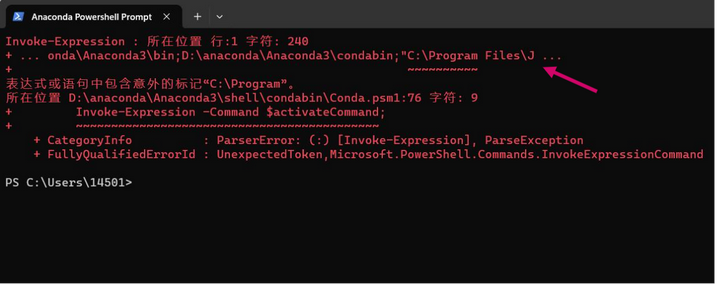 Anaconda Powershell Prompt
Invoke-Expression : 所在位置 行:1 字符: 240
+ ... onda\Anaconda3\bin;D:\anaconda\Anaconda3\condabin;"C:\Program Files\J ...
+                                                        ~~~~~~~~~~
表达式或语句中包含意外的标记“C:\Program”。
所在位置 D:\anaconda\Anaconda3\shell\condabin\Conda.psm1:76 字符: 9
+         Invoke-Expression -Command $activateCommand;
+         ~~~~~~~~~~~~~~~~~~~~~~~~~~~~~~~~~~~~~~~~~~~
    + CategoryInfo          : ParserError: (:) [Invoke-Expression], ParseException
    + FullyQualifiedErrorId : UnexpectedToken,Microsoft.PowerShell.Commands.InvokeExpressionCommand
PS C:\Users\14501>